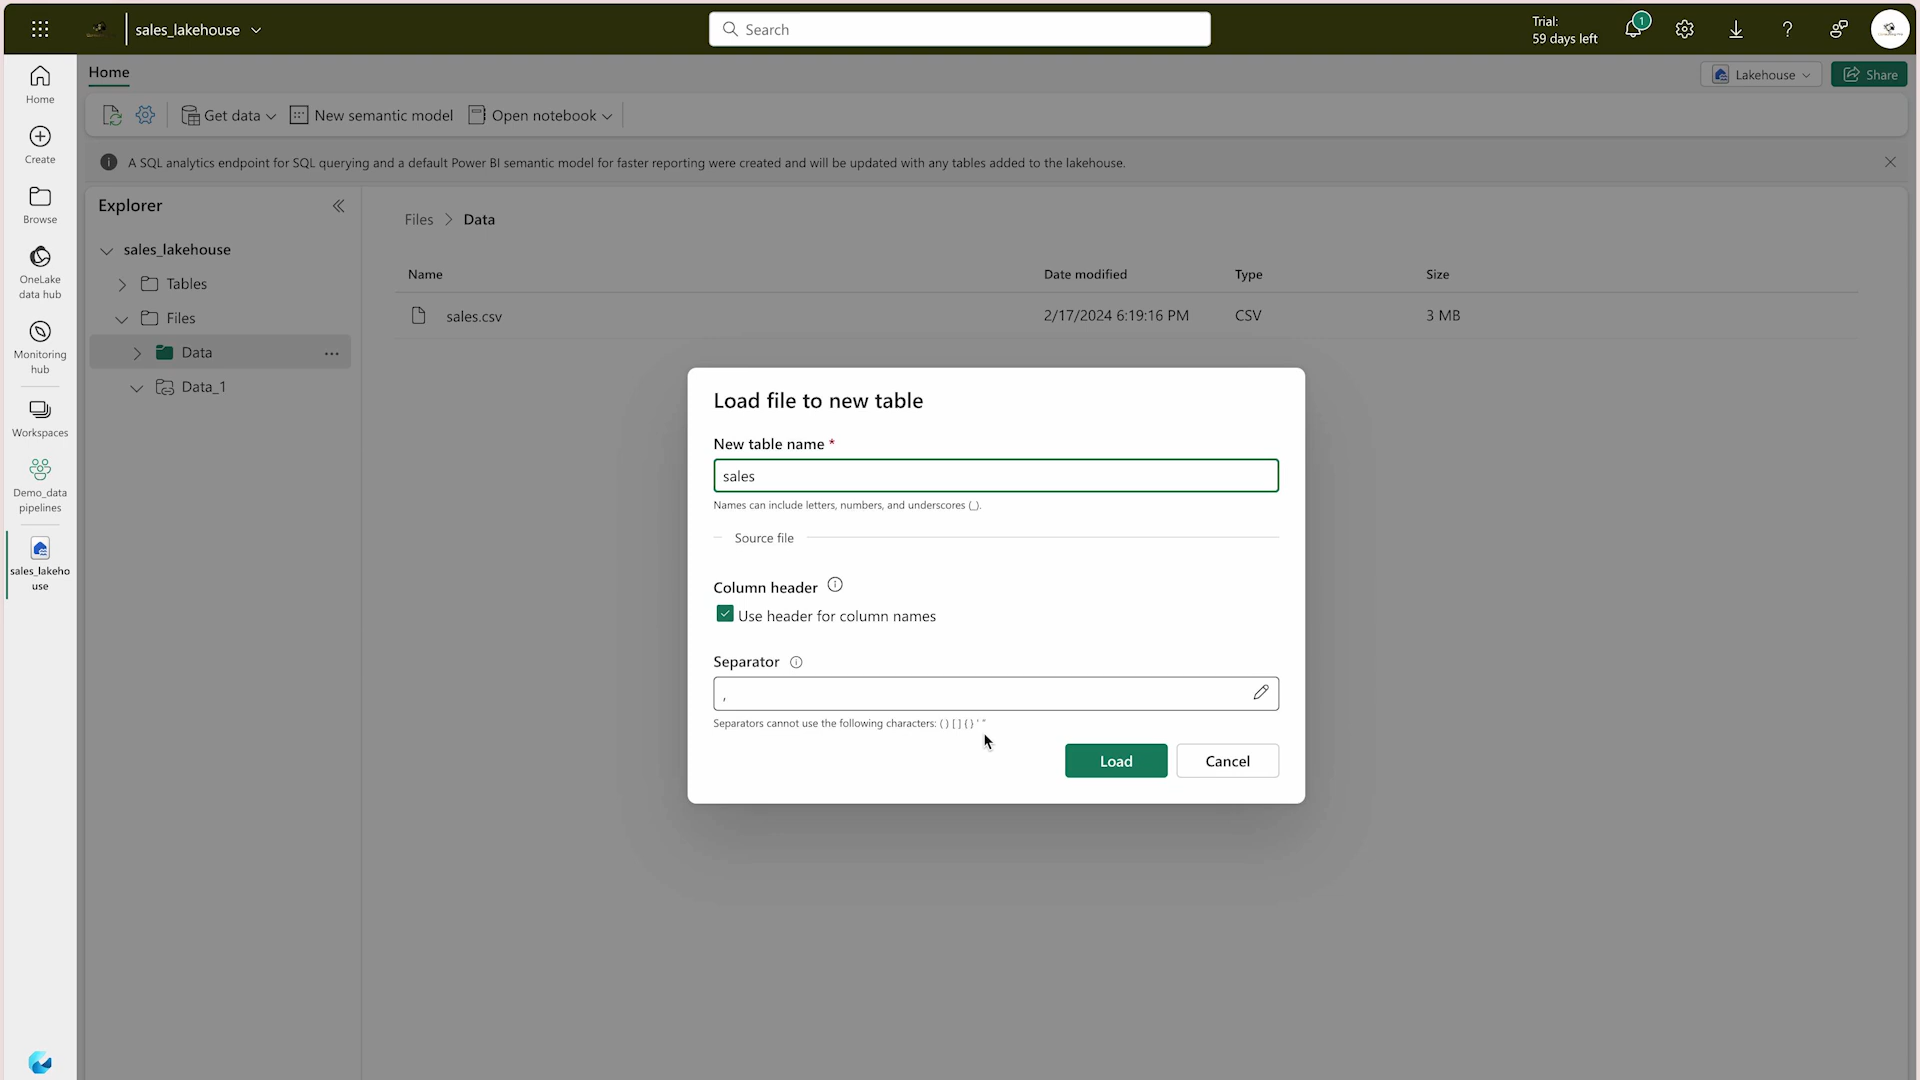 sales_lakehouse
Search
Trial:
59 days left
1
?
Home
Create
Browse
OneLake
data hub
Monitoring
hub
Workspaces
Demo_data
pipelines
sales_lakeho
use
Home
Lakehouse
Share
Get data
New semantic model
Open notebook
A SQL analytics endpoint for SQL querying and a default Power BI semantic model for faster reporting were created and will be updated with any tables added to the lakehouse.
Explorer
sales_lakehouse
Tables
Files
Data
Data_1
Files > Data
Name Date modified Type Size
sales.csv 2/17/2024 6:19:16 PM CSV 3 MB
Load file to new table
New table name *
sales
Names can include letters, numbers, and underscores (_).
Source file
Column header
Use header for column names
Separator
,
Separators cannot use the following characters: ( ) [ ] { } ' "
Load Cancel